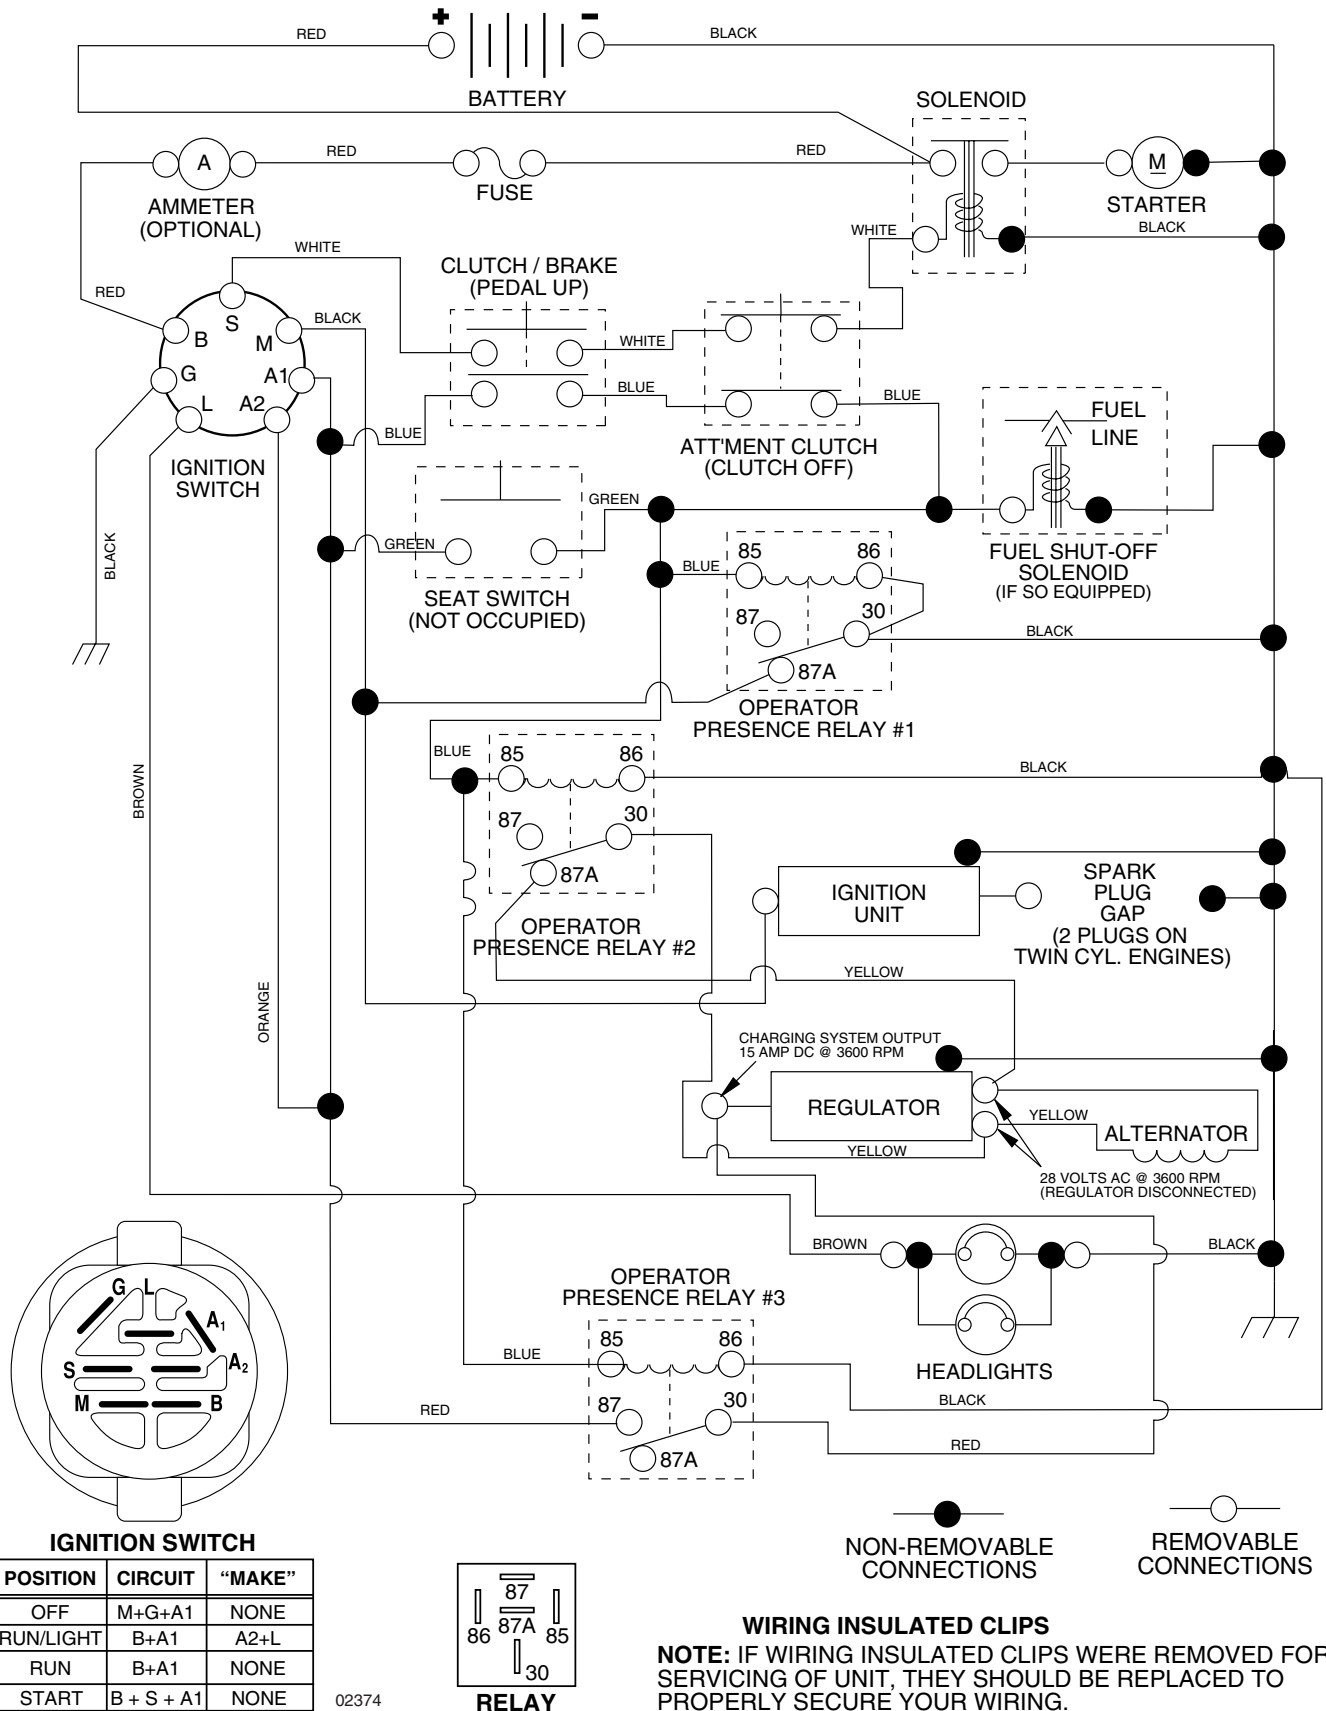 + -
RED
BLACK
BATTERY
SOLENOID
A
RED
RED
FUSE
M
AMMETER
(OPTIONAL)
STARTER
WHITE
BLACK
WHITE
CLUTCH / BRAKE
(PEDAL UP)
RED
S
BLACK
B
M
WHITE
G
A1
L
A2
BLUE
BLUE
FUEL
LINE
BLUE
IGNITION
SWITCH
ATT'MENT CLUTCH
(CLUTCH OFF)
GREEN
BLACK
GREEN
85
86
BLUE
FUEL SHUT-OFF
SOLENOID
(IF SO EQUIPPED)
SEAT SWITCH
(NOT OCCUPIED)
87
30
BLACK
87A
OPERATOR
PRESENCE RELAY #1
BLUE
85
86
BLACK
BROWN
87
30
87A
IGNITION
UNIT
SPARK
PLUG
GAP
(2 PLUGS ON
TWIN CYL. ENGINES)
OPERATOR
PRESENCE RELAY #2
YELLOW
ORANGE
CHARGING SYSTEM OUTPUT
15 AMP DC @ 3600 RPM
REGULATOR
YELLOW
ALTERNATOR
YELLOW
28 VOLTS AC @ 3600 RPM
(REGULATOR DISCONNECTED)
BROWN
BLACK
OPERATOR
PRESENCE RELAY #3
G L
A1
85
86
BLUE
HEADLIGHTS
S
A2
M
B
RED
87
30
BLACK
87A
RED
IGNITION SWITCH
NON-REMOVABLE
CONNECTIONS
REMOVABLE
CONNECTIONS
POSITION CIRCUIT “MAKE”
OFF M+G+A1 NONE
RUN/LIGHT B+A1 A2+L
RUN B+A1 NONE
START B + S + A1 NONE
02374
87
86 87A 85
30
RELAY
WIRING INSULATED CLIPS
NOTE: IF WIRING INSULATED CLIPS WERE REMOVED FOR
SERVICING OF UNIT, THEY SHOULD BE REPLACED TO
PROPERLY SECURE YOUR WIRING.